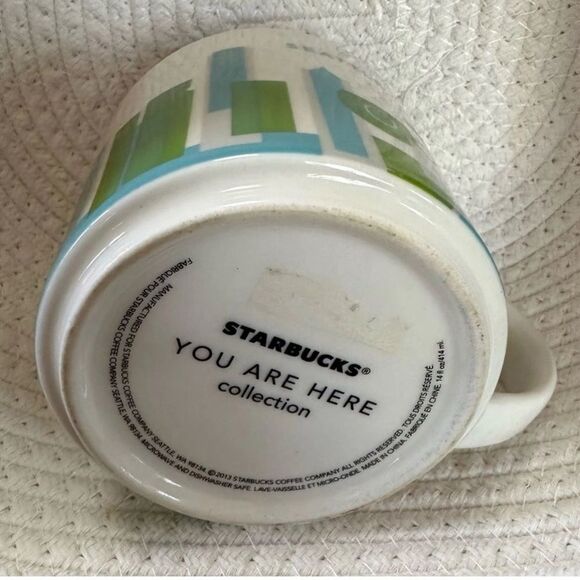 STARBUCKS®
YOU ARE HERE
collection
FABRIQUÉ POUR STARBUCKS COFFEE COMPANY SEATTLE, WA 98134
MANUFACTURED FOR STARBUCKS COFFEE COMPANY SEATTLE, WA 98134 ©2013 STARBUCKS COFFEE COMPANY ALL RIGHTS RESERVED. TOUS DROITS RÉSERVÉ.
MICROWAVE AND DISHWASHER SAFE. LAVE-VAISSELLE ET MICRO-ONDE. MADE IN CHINA. FABRIQUÉ EN CHINE. 14 fl oz/414 ml.